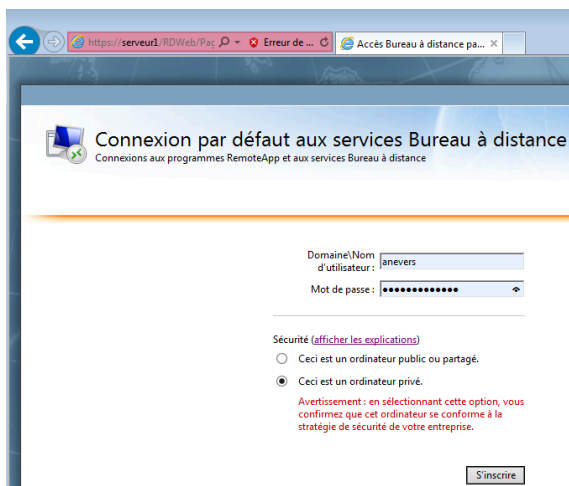 https://serveur1/RDWeb/Pag
Erreur de ...
Accès Bureau à distance pa...
Connexion par défaut aux services Bureau à distance
Connexions aux programmes RemoteApp et aux services Bureau à distance
Domaine\Nom
d'utilisateur :
anevers
Mot de passe :
Sécurité (afficher les explications)
Ceci est un ordinateur public ou partagé.
Ceci est un ordinateur privé.
Avertissement : en sélectionnant cette option, vous
confirmez que cet ordinateur se conforme à la
stratégie de sécurité de votre entreprise.
S'inscrire